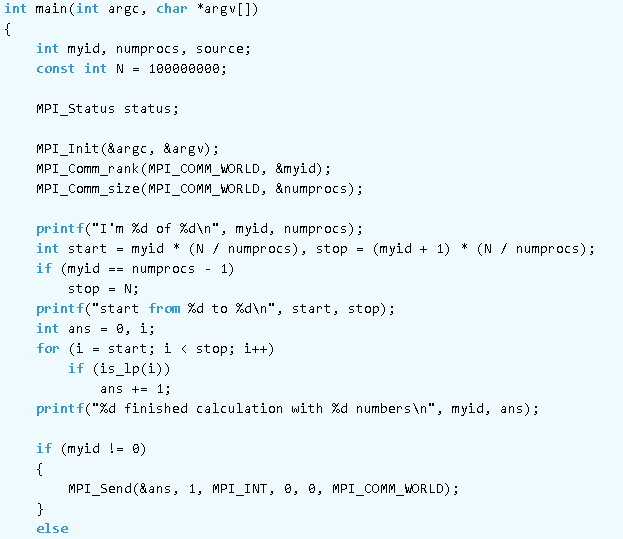 int main(int argc, char *argv[])
{
    int myid, numprocs, source;
    const int N = 100000000;

    MPI_Status status;

    MPI_Init(&argc, &argv);
    MPI_Comm_rank(MPI_COMM_WORLD, &myid);
    MPI_Comm_size(MPI_COMM_WORLD, &numprocs);

    printf("I'm %d of %d\n", myid, numprocs);
    int start = myid * (N / numprocs), stop = (myid + 1) * (N / numprocs);
    if (myid == numprocs - 1)
        stop = N;
    printf("start from %d to %d\n", start, stop);
    int ans = 0, i;
    for (i = start; i < stop; i++)
        if (is_lp(i))
            ans += 1;
    printf("%d finished calculation with %d numbers\n", myid, ans);

    if (myid != 0)
    {
        MPI_Send(&ans, 1, MPI_INT, 0, 0, MPI_COMM_WORLD);
    }
    else